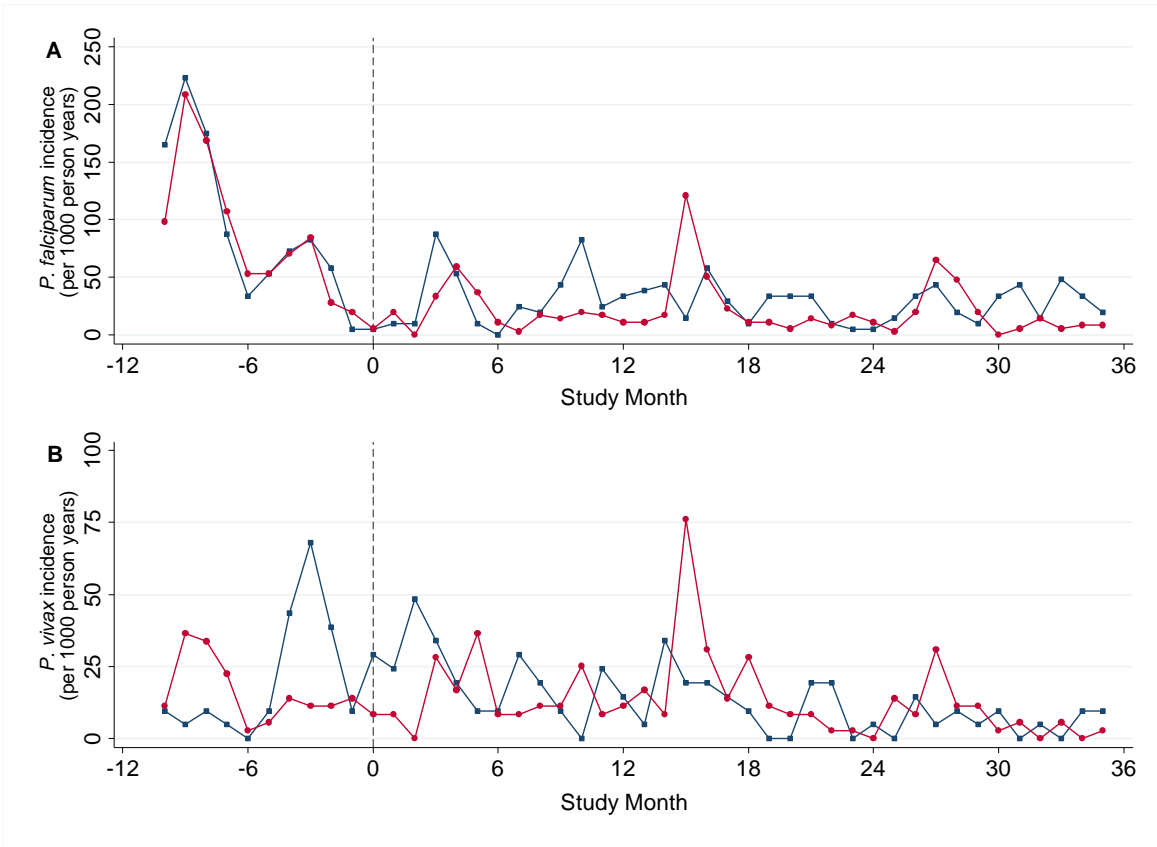 A
P. falciparum incidence
(per 1000 person years)
250
200
150
100
50
0
-12 -6 0 6 12 18 24 30 36
Study Month
B
P. vivax incidence
(per 1000 person years)
100
75
50
25
0
-12 -6 0 6 12 18 24 30 36
Study Month